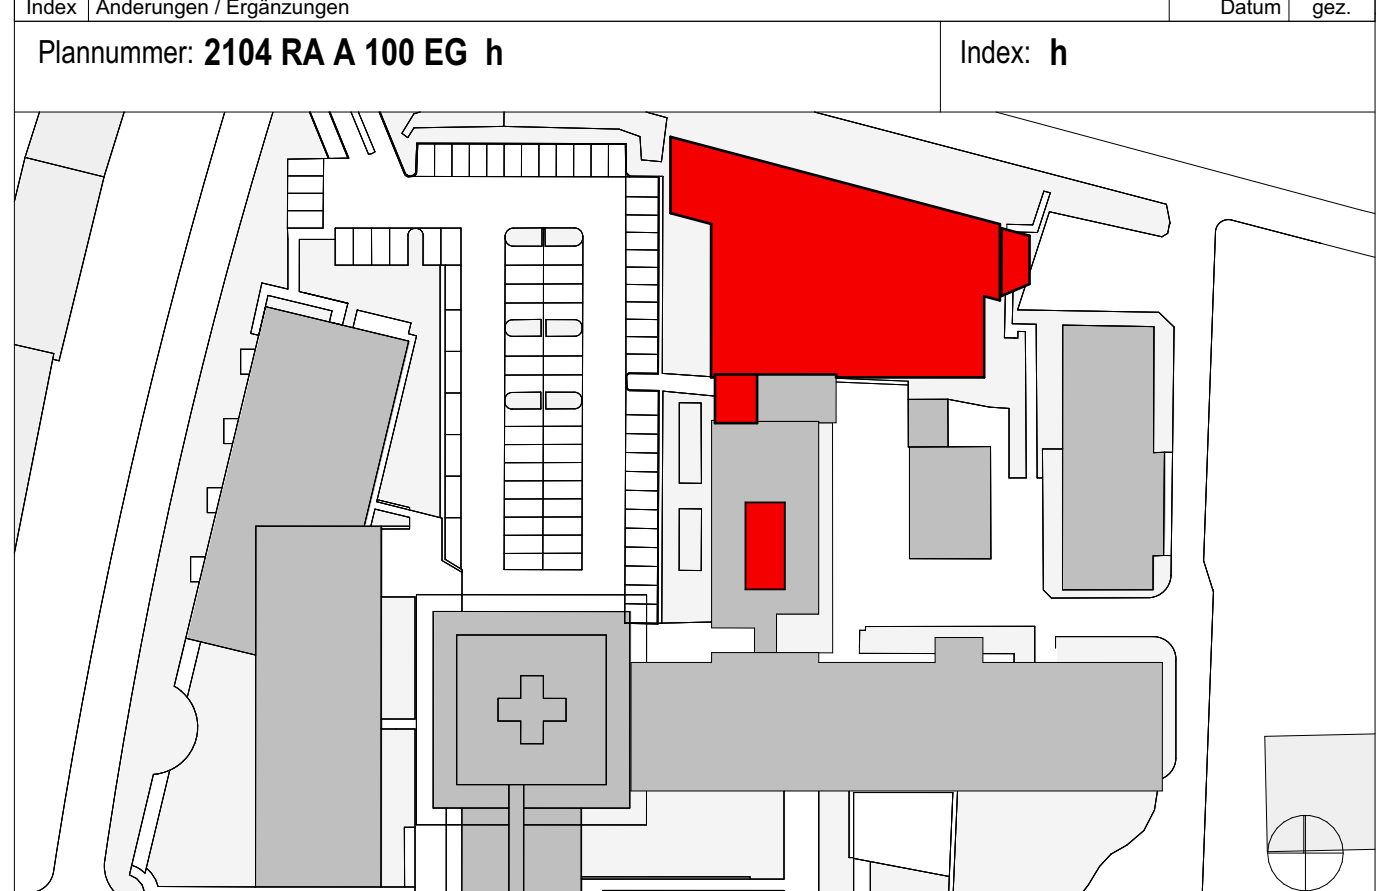 Index Änderungen / Ergänzungen Datum gez.
Plannummer: 2104 RA A 100 EG h Index: h